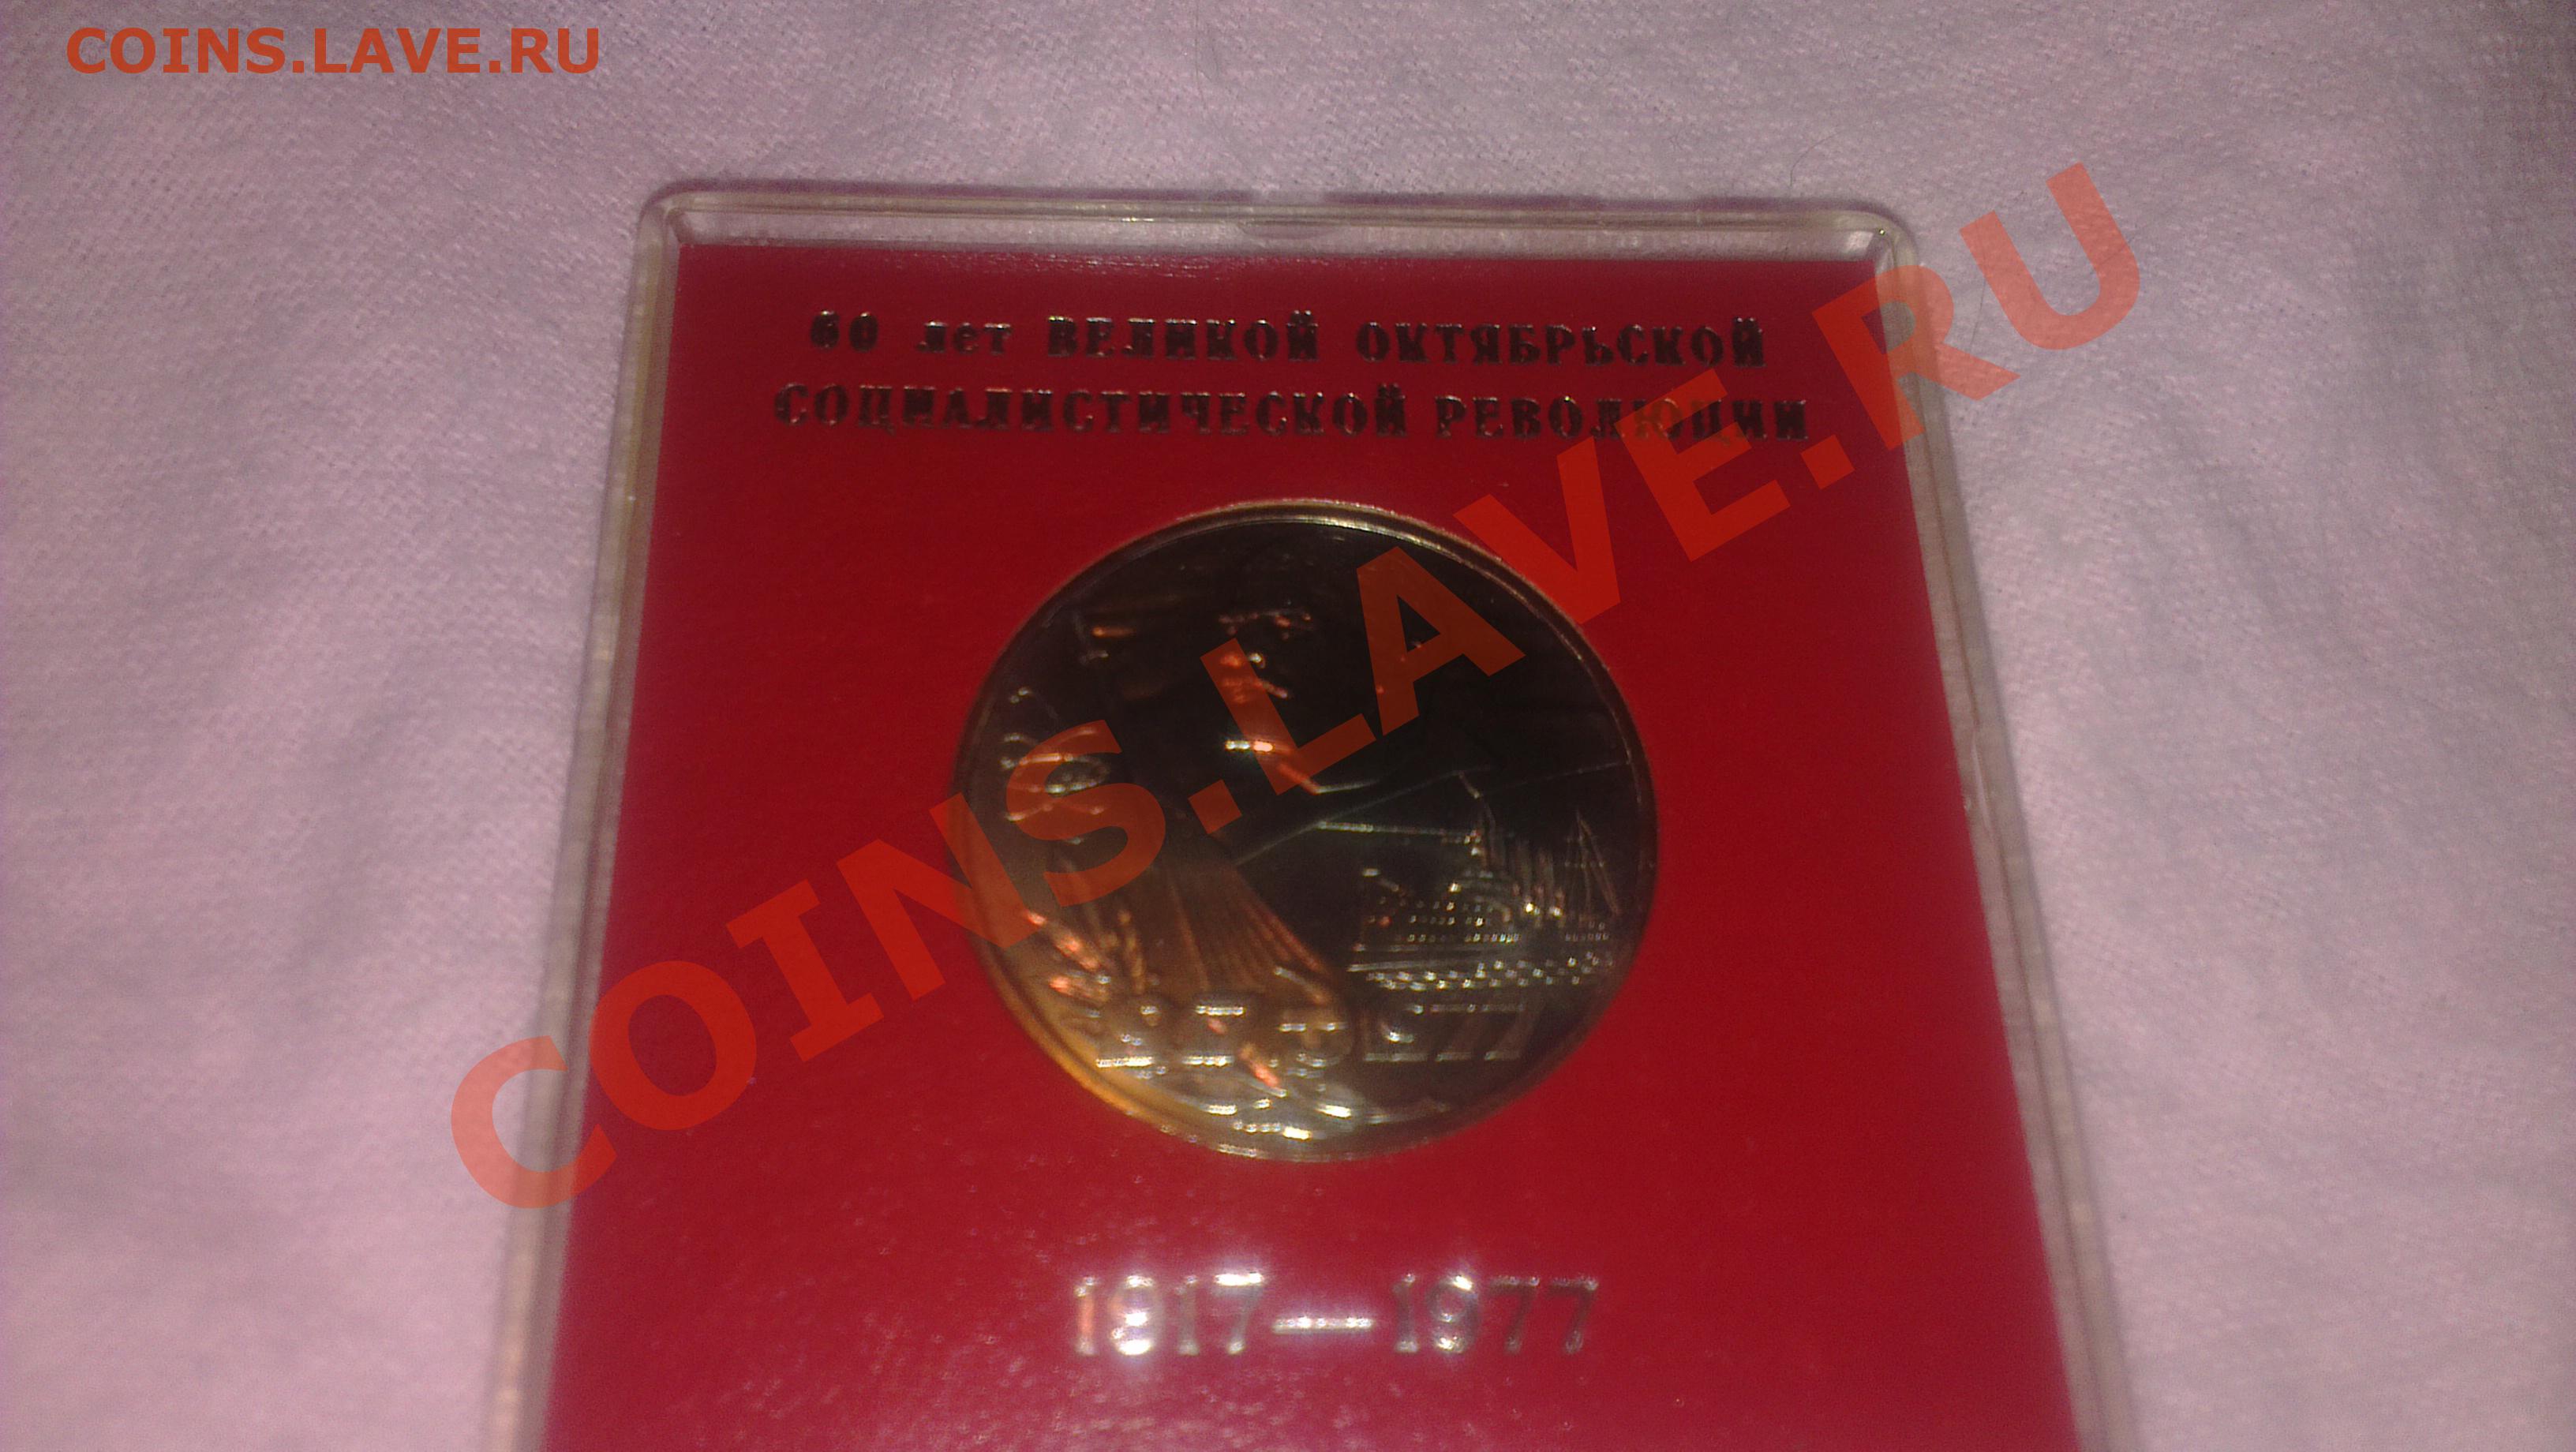 COINS.LAVE.RU
60 лет ВЕЛИКОЙ ОКТЯБРЬСКОЙ
СОЦИАЛИСТИЧЕСКОЙ РЕВОЛЮЦИИ
COINS.LAVE.RU
1917—1977